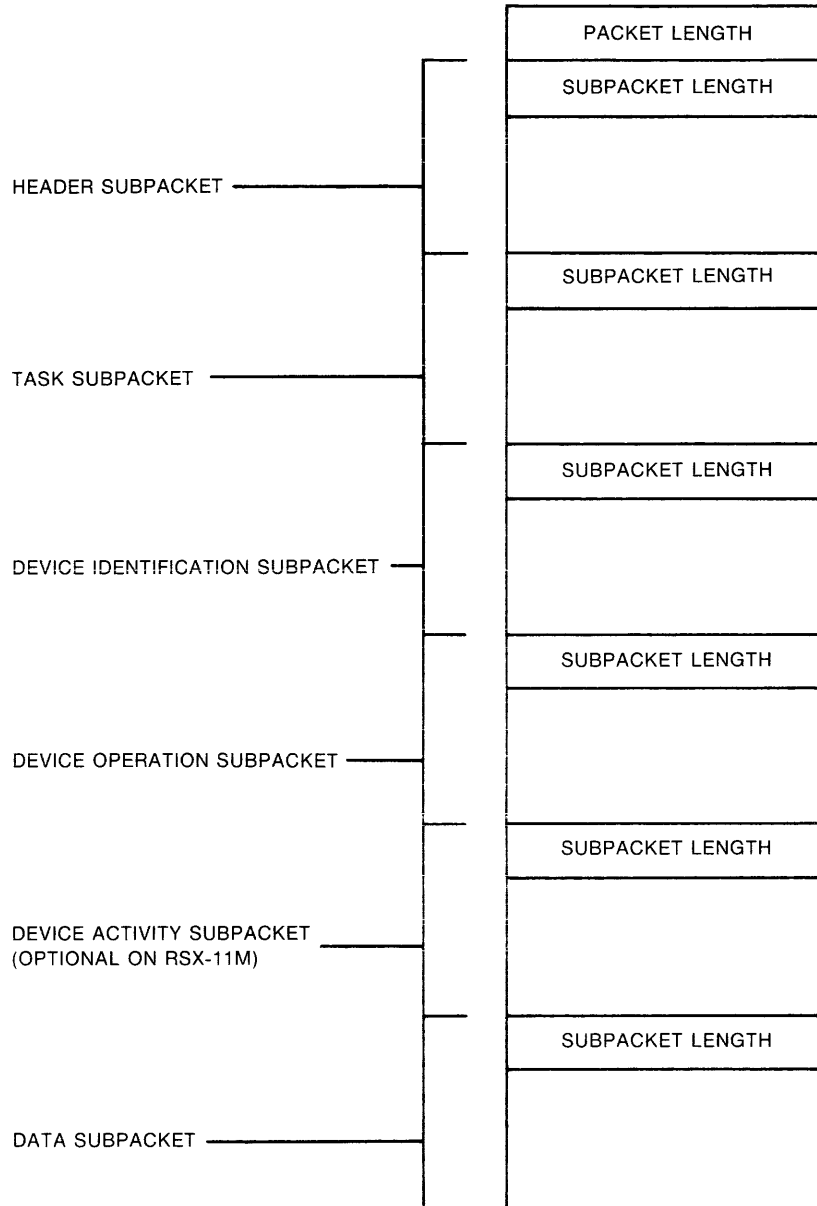 PACKET LENGTH
SUBPACKET LENGTH
HEADER SUBPACKET
SUBPACKET LENGTH
TASK SUBPACKET
SUBPACKET LENGTH
DEVICE IDENTIFICATION SUBPACKET
SUBPACKET LENGTH
DEVICE OPERATION SUBPACKET
SUBPACKET LENGTH
DEVICE ACTIVITY SUBPACKET
(OPTIONAL ON RSX-11M)
SUBPACKET LENGTH
DATA SUBPACKET